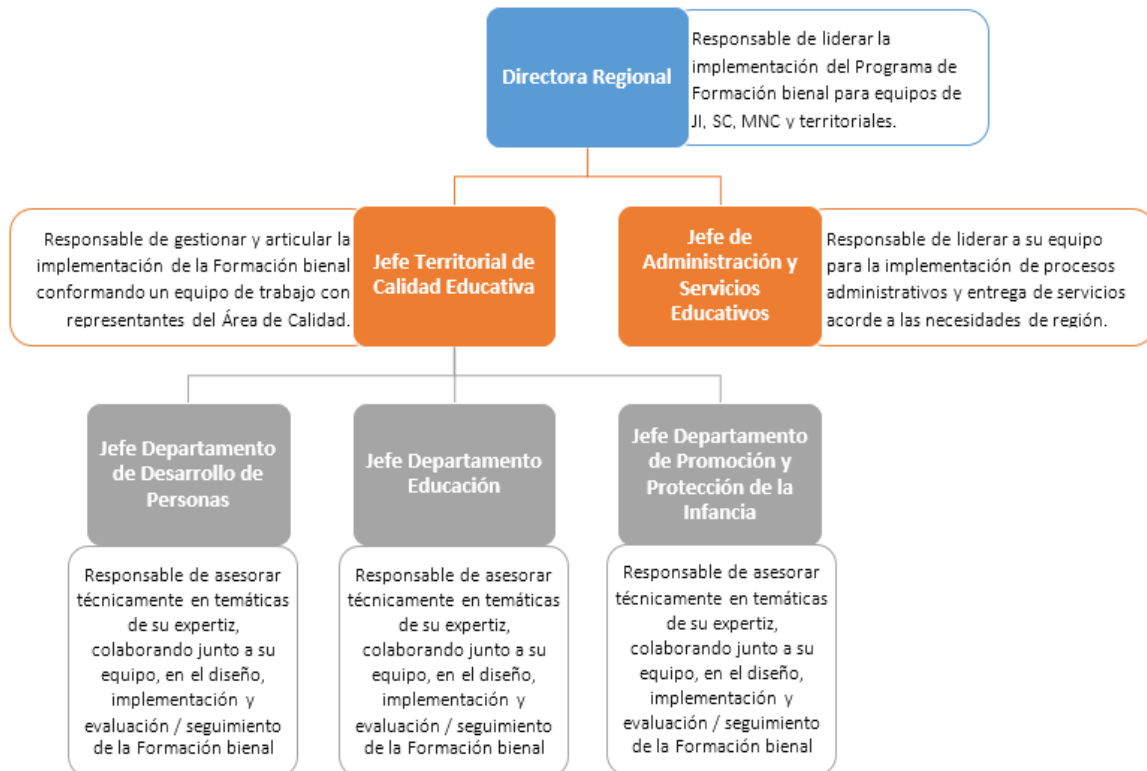 Directora Regional
Responsable de liderar la
implementación del Programa de
Formación bienal para equipos de
JI, SC, MNC y territoriales.
Responsable de gestionar y articular la
implementación de la Formación bienal
conformando un equipo de trabajo con
representantes del Área de Calidad.
Jefe Territorial de
Calidad Educativa
Jefe de
Administración y
Servicios
Educativos
Responsable de liderar a su equipo
para la implementación de procesos
administrativos y entrega de servicios
acorde a las necesidades de región.
Jefe Departamento
de Desarrollo de
Personas
Responsable de asesorar
técnicamente en temáticas
de su expertiz,
colaborando junto a su
equipo, en el diseño,
implementación y
evaluación / seguimiento
de la Formación bienal
Jefe Departamento
Educación
Responsable de asesorar
técnicamente en temáticas
de su expertiz,
colaborando junto a su
equipo, en el diseño,
implementación y
evaluación / seguimiento
de la Formación bienal
Jefe Departamento
de Promoción y
Protección de la
Infancia
Responsable de asesorar
técnicamente en temáticas
de su expertiz,
colaborando junto a su
equipo, en el diseño,
implementación y
evaluación / seguimiento
de la Formación bienal